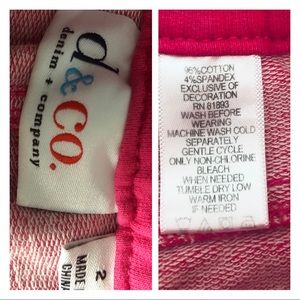 d&co.
denim + company
2
MADE
CHINA
96%COTTON
4%SPANDEX
EXCLUSIVE OF
DECORATION
RN 81893
WASH BEFORE
WEARING
MACHINE WASH COLD
SEPARATELY
GENTLE CYCLE
ONLY NON-CHLORINE
BLEACH
WHEN NEEDED
TUMBLE DRY LOW
WARM IRON
IF NEEDED